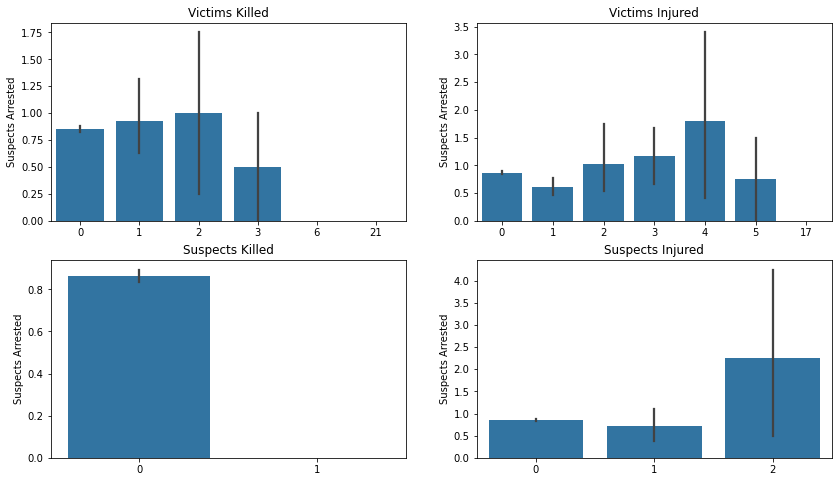 Victims Killed
Suspects Arrested
1.75
1.50
1.25
1.00
0.75
0.50
0.25
0.00
0 1 2 3 6 21
Victims Injured
Suspects Arrested
3.5
3.0
2.5
2.0
1.5
1.0
0.5
0.0
0 1 2 3 4 5 17
Suspects Killed
Suspects Arrested
0.8
0.6
0.4
0.2
0.0
0 1
Suspects Injured
Suspects Arrested
4.0
3.5
3.0
2.5
2.0
1.5
1.0
0.5
0.0
0 1 2